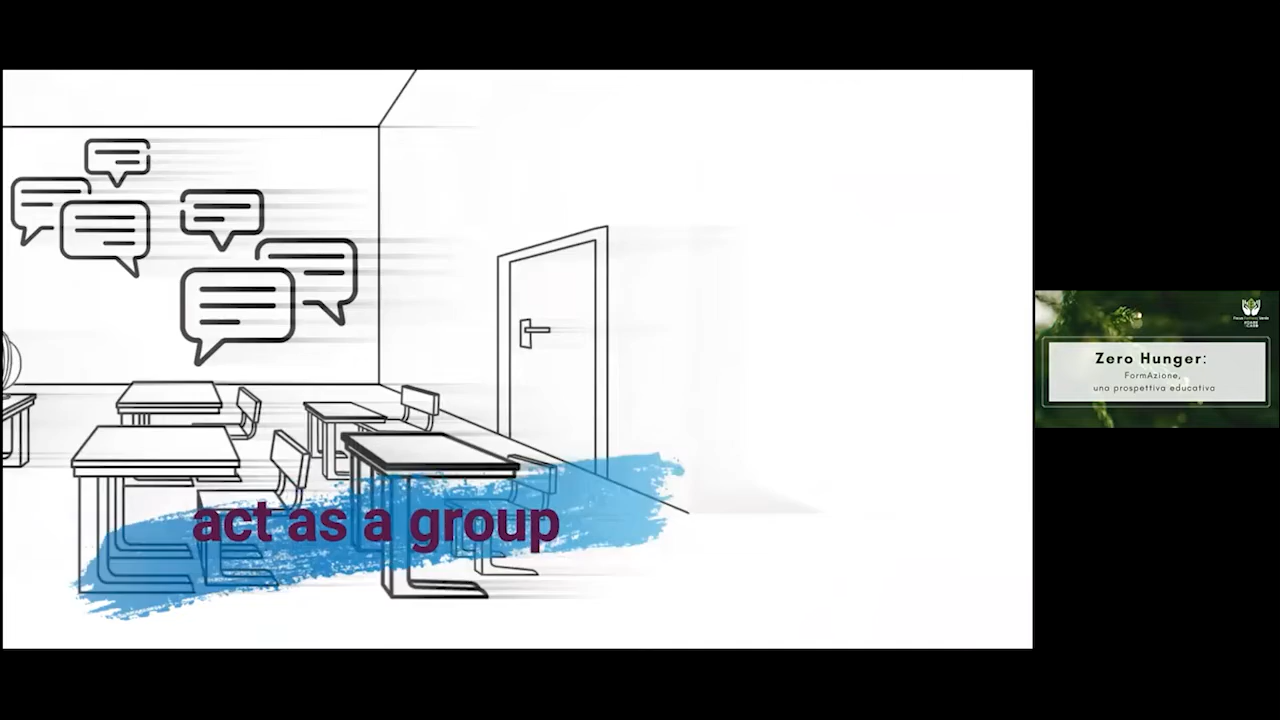 act as a group
Zero Hunger:
FormAzione,
una prospettiva educativa